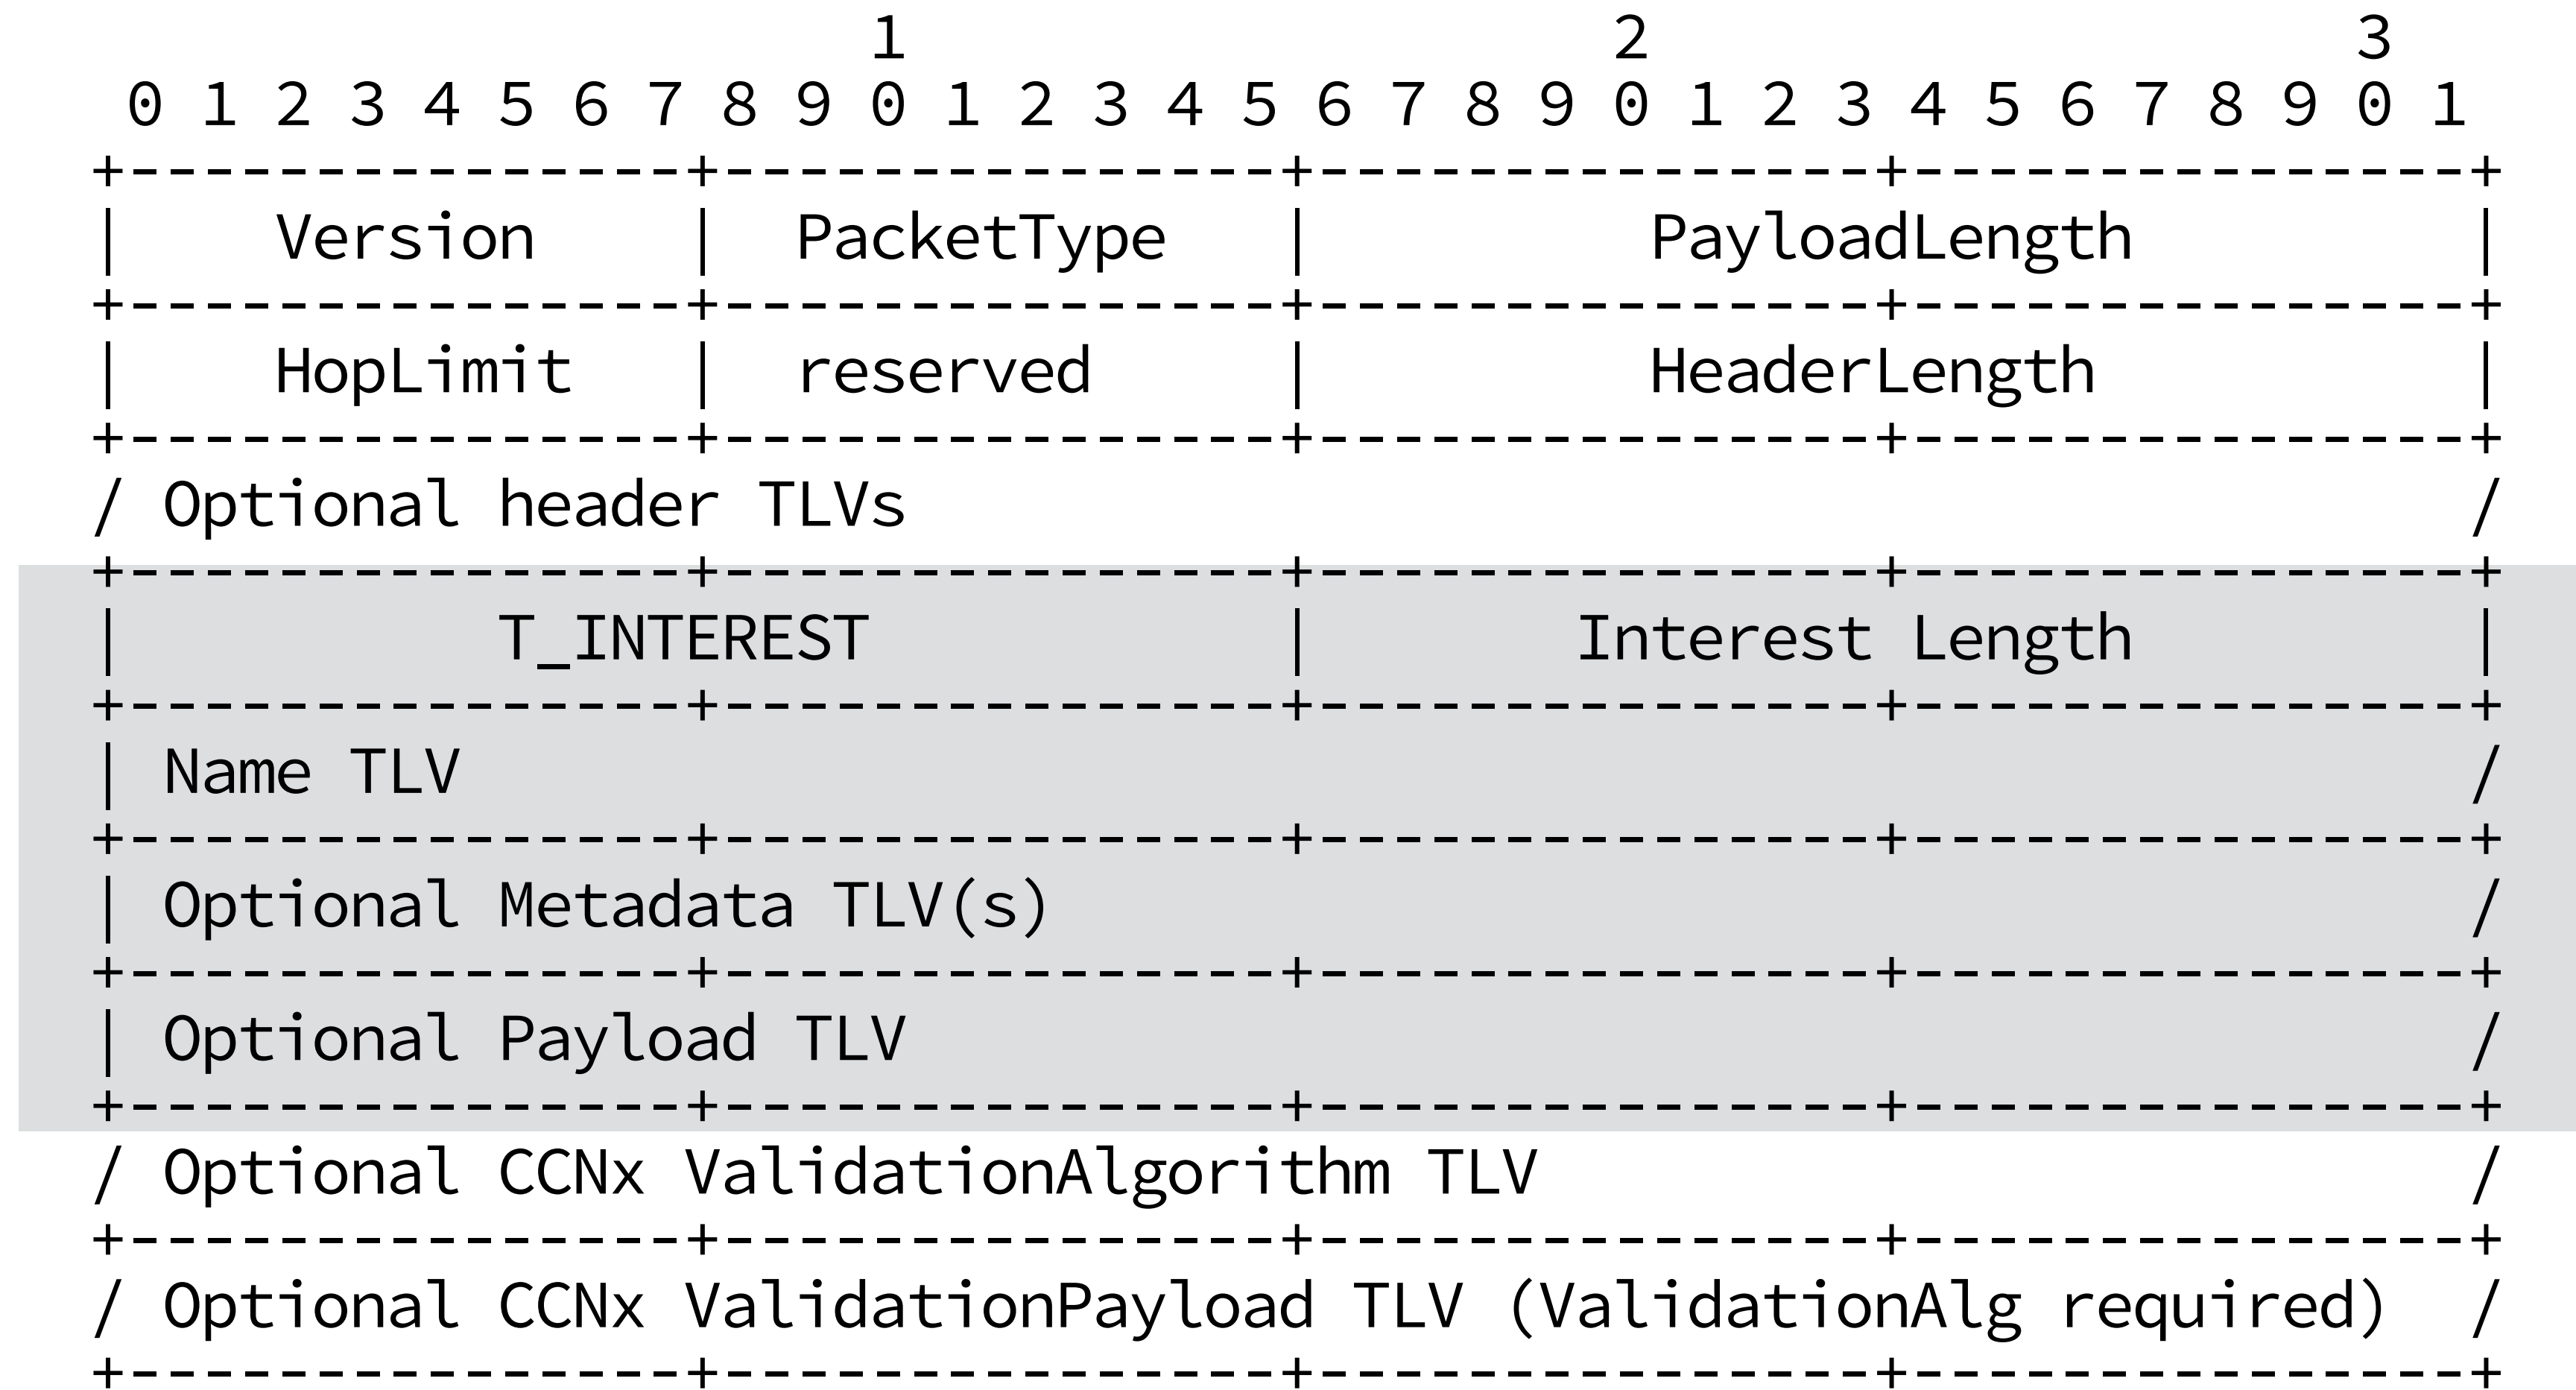 1                   2                   3
 0 1 2 3 4 5 6 7 8 9 0 1 2 3 4 5 6 7 8 9 0 1 2 3 4 5 6 7 8 9 0 1
+---------------+---------------+---------------+---------------+
|    Version    |  PacketType   |         PayloadLength         |
+---------------+---------------+---------------+---------------+
|    HopLimit   |  reserved     |         HeaderLength          |
+---------------+---------------+---------------+---------------+
/ Optional header TLVs                                          /
+---------------+---------------+---------------+---------------+
|          T_INTEREST           |       Interest Length         |
+---------------+---------------+---------------+---------------+
| Name TLV                                                      /
+---------------+---------------+---------------+---------------+
| Optional Metadata TLV(s)                                      /
+---------------+---------------+---------------+---------------+
| Optional Payload TLV                                          /
+---------------+---------------+---------------+---------------+
/ Optional CCNx ValidationAlgorithm TLV                         /
+---------------+---------------+---------------+---------------+
/ Optional CCNx ValidationPayload TLV (ValidationAlg required)  /
+---------------+---------------+---------------+---------------+